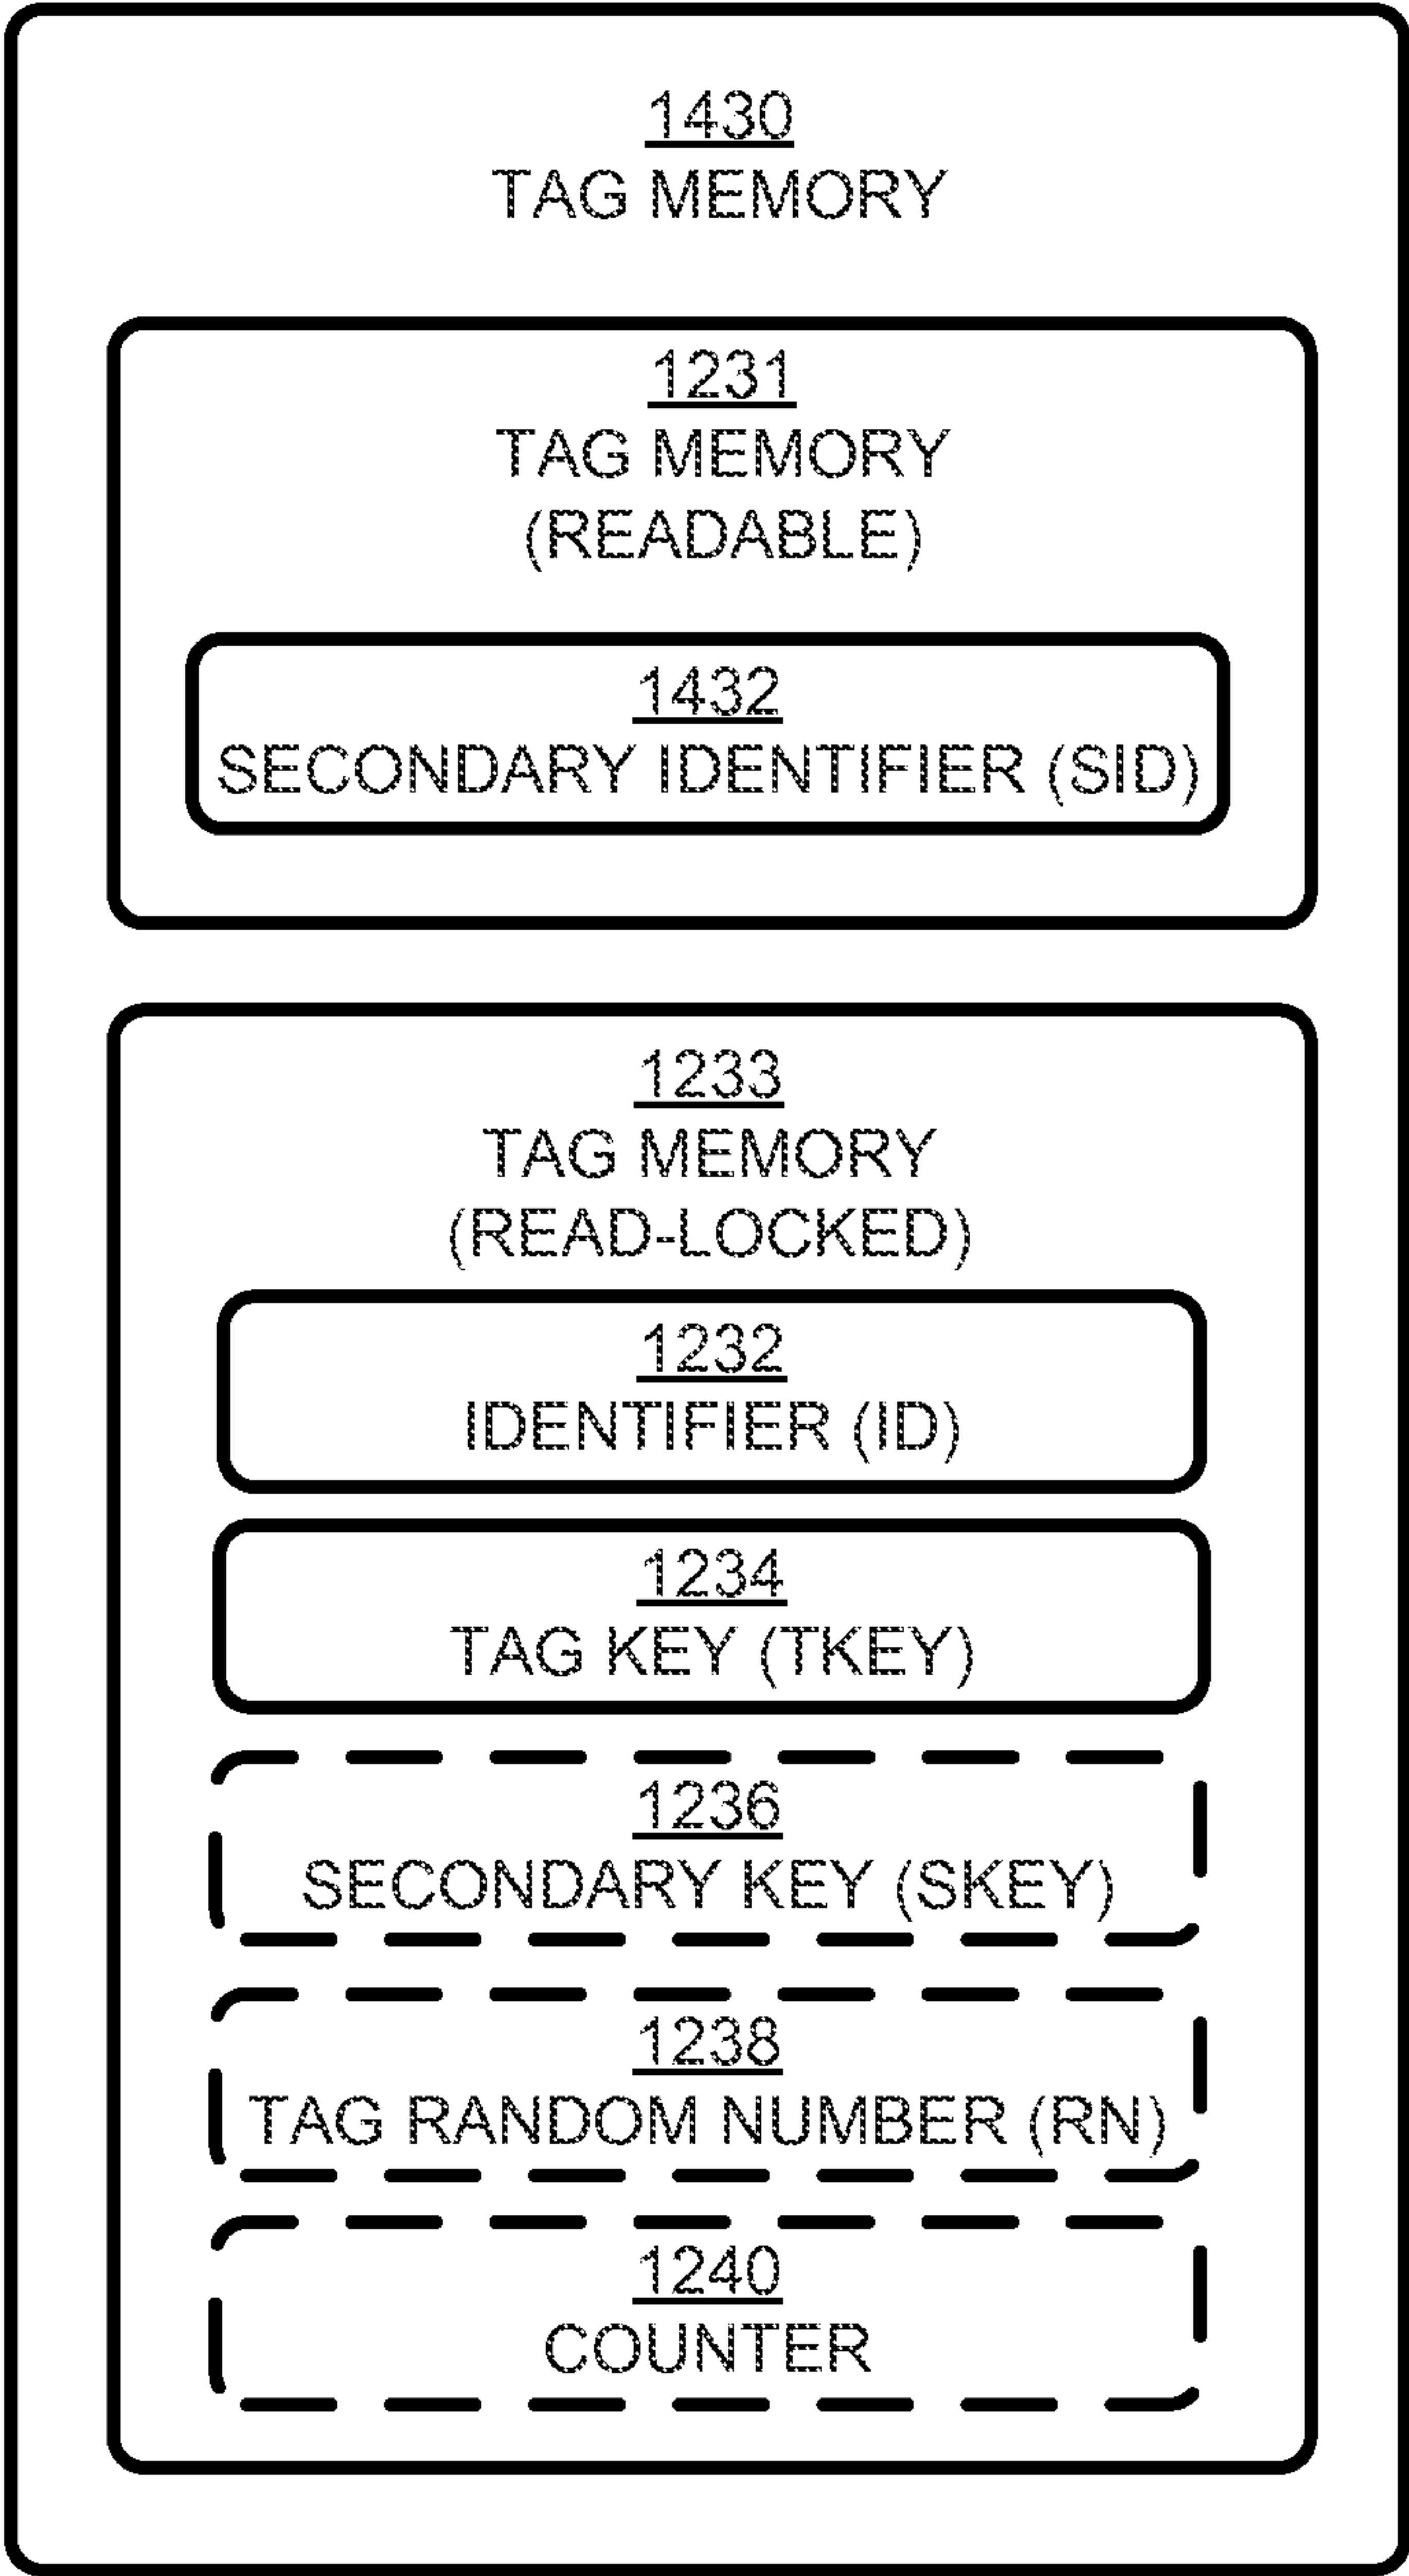 1430
TAG MEMORY
1231
TAG MEMORY
(READABLE)
1432
SECONDARY IDENTIFIER (SID)
1233
TAG MEMORY
(READ-LOCKED)
1232
IDENTIFIER (ID)
1234
TAG KEY (TKEY)
1236
SECONDARY KEY (SKEY)
1238
TAG RANDOM NUMBER (RN)
1240
COUNTER